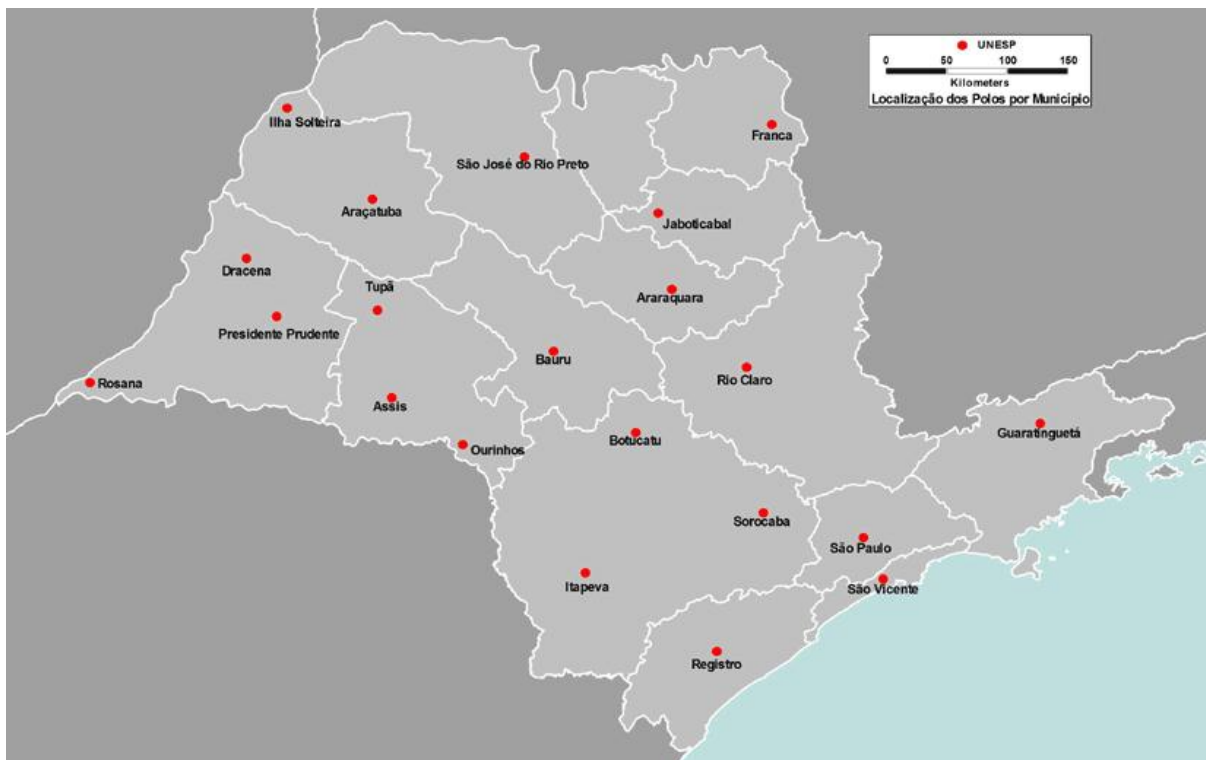 UNESP
0 50 100 150
Kilometers
Localização dos Polos por Município
Ilha Solteira
Franca
São José do Rio Preto
Araçatuba
Jaboticabal
Dracena
Tupã
Araraquara
Presidente Prudente
Bauru
Rio Claro
Rosana
Assis
Guaratinguetá
Botucatu
Ourinhos
Sorocaba
São Paulo
Itapeva
São Vicente
Registro